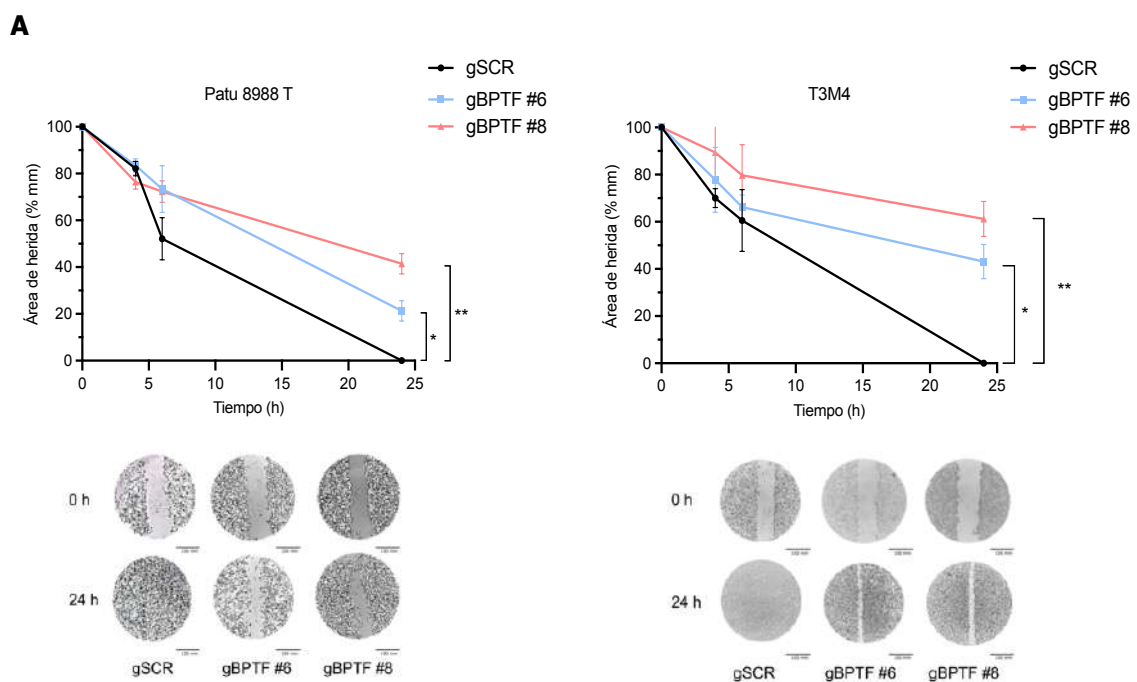 A
gSCR
gBPTF #6
gBPTF #8
Patu 8988 T
Área de herida (% mm)
100
80
60
40
20
0
0 5 10 15 20 25
Tiempo (h)
*
**
gSCR
gBPTF #6
gBPTF #8
T3M4
Área de herida (% mm)
100
80
60
40
20
0
0 5 10 15 20 25
Tiempo (h)
*
**
0 h
24 h
gSCR gBPTF #6 gBPTF #8
0 h
24 h
gSCR gBPTF #6 gBPTF #8